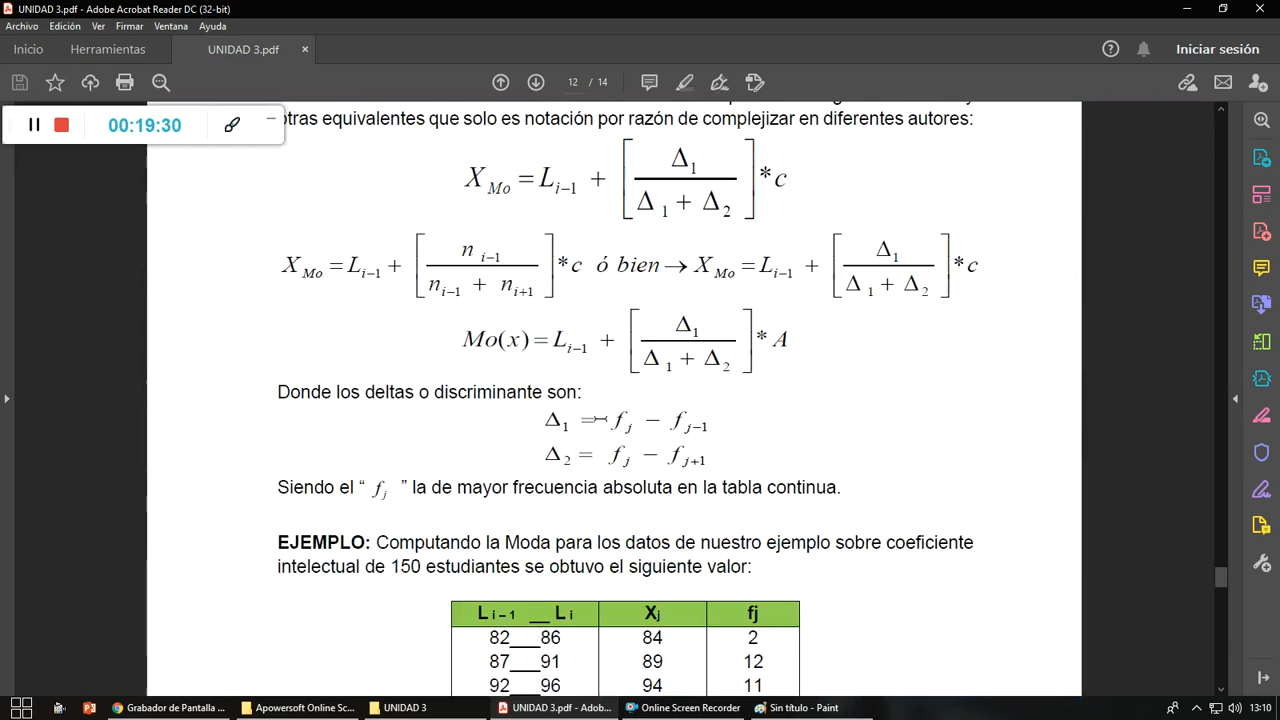 UNIDAD 3.pdf - Adobe Acrobat Reader DC (32-bit)
Archivo Edición Ver Firmar Ventana Ayuda
Inicio Herramientas UNIDAD 3.pdf × Iniciar sesión
12 / 14
00:19:30
otras equivalentes que solo es notación por razón de complejizar en diferentes autores:
X_Mo = L_i-1 + [ Δ_1 / (Δ_1 + Δ_2) ] * c
X_Mo = L_i-1 + [ n_i-1 / (n_i-1 + n_i+1) ] * c ó bien → X_Mo = L_i-1 + [ Δ_1 / (Δ_1 + Δ_2) ] * c
Mo(x) = L_i-1 + [ Δ_1 / (Δ_1 + Δ_2) ] * A
Donde los deltas o discriminante son:
Δ_1 = f_j − f_j−1
Δ_2 = f_j − f_j+1
Siendo el “ f_j ” la de mayor frecuencia absoluta en la tabla continua.
EJEMPLO: Computando la Moda para los datos de nuestro ejemplo sobre coeficiente
intelectual de 150 estudiantes se obtuvo el siguiente valor:
L i – 1 __ L i X j fj
82___86 84 2
87___91 89 12
92___96 94 11
Grabador de Pantalla ... Apowersoft Online Sc... UNIDAD 3 UNIDAD 3.pdf - Adob... Online Screen Recorder Sin título - Paint 13:10